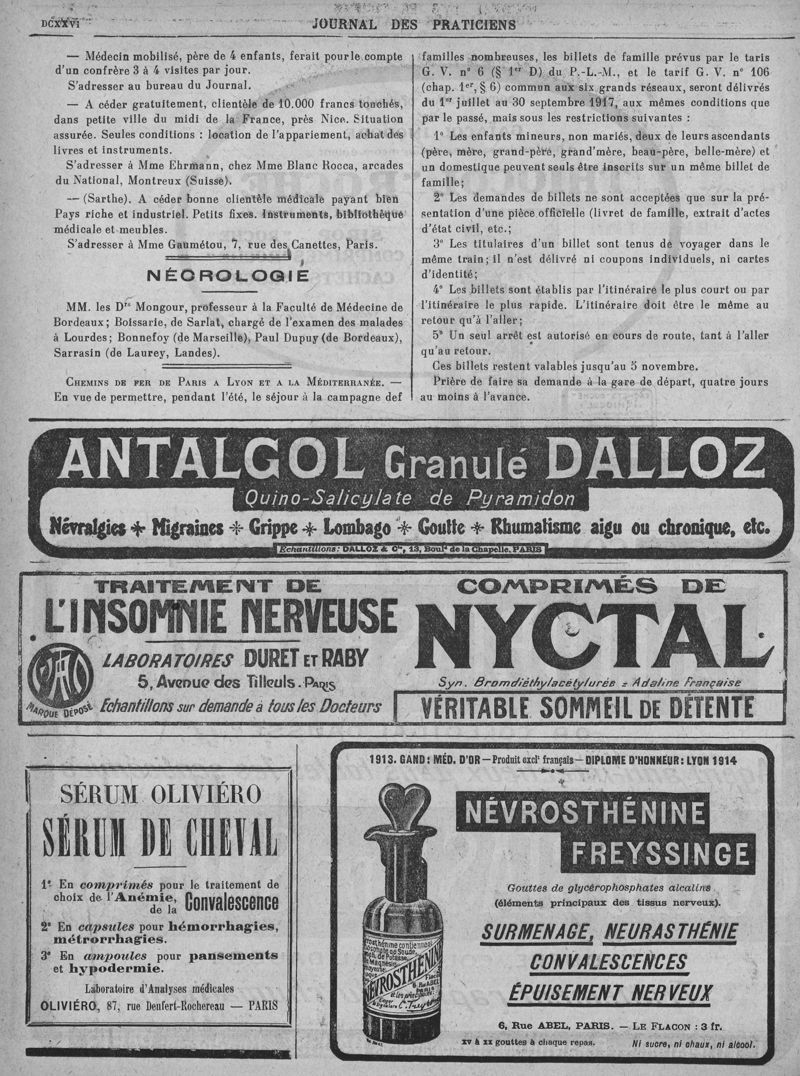 DCXXVI
JOURNAL DES PRATICIENS
— Médecin mobilisé, père de 4 enfants, ferait pour le compte
d'un confrère 3 à 4 visites par jour.
S'adresser au bureau du Journal.
— A céder gratuitement, clientèle de 10.000 francs touchés,
dans petite ville du midi de la France, près Nice. Situation
assurée. Seules conditions : location de l'appariement, achat des
livres et instruments.
S'adresser à Mme Ehrmann, chez Mme Blanc Rocca, arcades
du National, Montreux (Suisse).
— (Sarthe). A céder bonne clientèle médicale payant bien
Pays riche et industriel. Petits fixes. Instruments, bibliothèque
médicale et meubles.
S'adresser à Mme Gaumétou, 7, rue des Canettes, Paris.
NÉCROLOGIE
MM. les Drs Mongour, professeur à la Faculté de Médecine de
Bordeaux ; Boissarie, de Sarlat, chargé de l'examen des malades
à Lourdes ; Bonnefoy (de Marseille), Paul Dupuy (de Bordeaux),
Sarrasin (de Laurey, Landes).
CHEMINS DE FER DE PARIS A LYON ET A LA MÉDITERRANÉE. —
En vue de permettre, pendant l'été, le séjour à la campagne def
familles nombreuses, les billets de famille prévus par le taris
G. V. n° 6 (§ 1er D) du P.-L.-M., et le tarif G. V. n° 106
(chap. 1er, § 6) commun aux six grands réseaux, seront délivrés
du 1er juillet au 30 septembre 1917, aux mêmes conditions que
par le passé, mais sous les restrictions suivantes :
1° Les enfants mineurs, non mariés, deux de leurs ascendants
(père, mère, grand-père, grand'mère, beau-père, belle-mère) et
un domestique peuvent seuls être inscrits sur un même billet de
famille;
2° Les demandes de billets ne sont acceptées que sur la pré-
sentation d'une pièce officielle (livret de famille, extrait d'actes
d'état civil, etc.;
3° Les titulaires d'un billet sont tenus de voyager dans le
même train; il n'est délivré ni coupons individuels, ni cartes
d'identité;
4° Les billets sont établis par l'itinéraire le plus court ou par
l'itinéraire le plus rapide. L'itinéraire doit être le même au
retour qu'à l'aller;
5° Un seul arrêt est autorisé en cours de route, tant à l'aller
qu'au retour.
Ces billets restent valables jusqu'au 5 novembre.
Prière de faire sa demande à la gare de départ, quatre jours
au moins à l'avance.
ANTALGOL Granulé DALLOZ
Quino-Salicylate de Pyramidon
Névralgies * Migraines * Grippe * Lombago * Goutte * Rhumatisme aigu ou chronique, etc.
Echantillons : DALLOZ & Cie, 13, Bould de la Chapelle, PARIS
TRAITEMENT DE
L'INSOMNIE NERVEUSE
LABORATOIRES DURET ET RABY
5, Avenue des Tilleuls. PARIS
MARQUE DÉPOSÉE
Echantillons sur demande à tous les Docteurs
COMPRIMÉS DE
NYCTAL
Syn. Bromdiéthylacétylurée = Adaline Française
VÉRITABLE SOMMEIL DE DÉTENTE
SÉRUM OLIVIÉRO
SÉRUM DE CHEVAL
1° En comprimés pour le traitement de
choix de l'Anémie,
de la Convalescence
2° En capsules pour hémorrhagies,
métrorrhagies.
3° En ampoules pour pansements
et hypodermie.
Laboratoire d'Analyses médicales
OLIVIÉRO, 87, rue Denfert-Rochereau — PARIS
1913. GAND : MÉD. D'OR — Produit exclt français — DIPLOME D'HONNEUR : LYON 1914
NÉVROSTHÉNINE
FREYSSINGE
Gouttes de glycérophosphates alcalins
(éléments principaux des tissus nerveux).
SURMENAGE, NEURASTHÉNIE
CONVALESCENCES
ÉPUISEMENT NERVEUX
NÉVROSTHÉNINE
6, Rue ABEL, PARIS. — LE FLACON : 3 fr.
XV à XX gouttes à chaque repas.
Ni sucre, ni chaux, ni alcool.